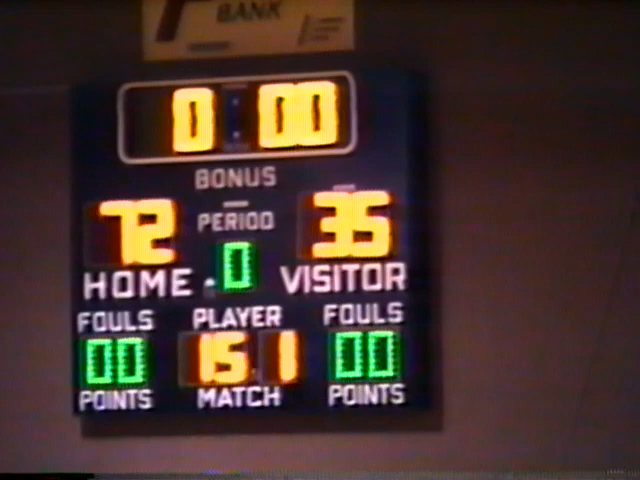 BANK
0:00
BONUS
72 PERIOD 35
HOME 0 VISITOR
FOULS PLAYER FOULS
00 15 1 00
POINTS MATCH POINTS